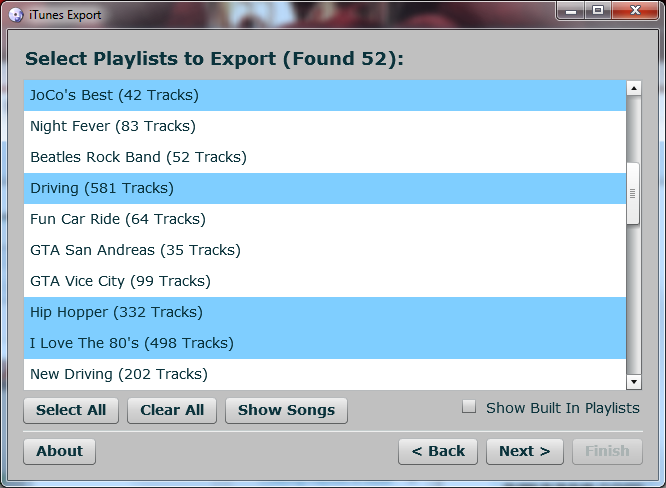 iTunes Export
Select Playlists to Export (Found 52):
JoCo's Best (42 Tracks)
Night Fever (83 Tracks)
Beatles Rock Band (52 Tracks)
Driving (581 Tracks)
Fun Car Ride (64 Tracks)
GTA San Andreas (35 Tracks)
GTA Vice City (99 Tracks)
Hip Hopper (332 Tracks)
I Love The 80's (498 Tracks)
New Driving (202 Tracks)
Select All Clear All Show Songs Show Built In Playlists
About < Back Next > Finish